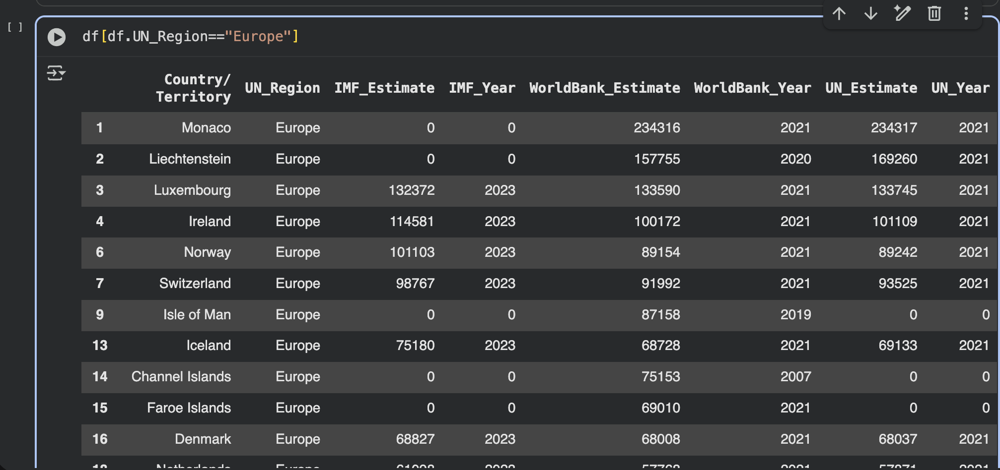 [ ]
df[df.UN_Region=="Europe"]
Country/
Territory UN_Region IMF_Estimate IMF_Year WorldBank_Estimate WorldBank_Year UN_Estimate UN_Year
1 Monaco Europe 0 0 234316 2021 234317 2021
2 Liechtenstein Europe 0 0 157755 2020 169260 2021
3 Luxembourg Europe 132372 2023 133590 2021 133745 2021
4 Ireland Europe 114581 2023 100172 2021 101109 2021
6 Norway Europe 101103 2023 89154 2021 89242 2021
7 Switzerland Europe 98767 2023 91992 2021 93525 2021
9 Isle of Man Europe 0 0 87158 2019 0 0
13 Iceland Europe 75180 2023 68728 2021 69133 2021
14 Channel Islands Europe 0 0 75153 2007 0 0
15 Faroe Islands Europe 0 0 69010 2021 0 0
16 Denmark Europe 68827 2023 68008 2021 68037 2021
Netherlands Europe